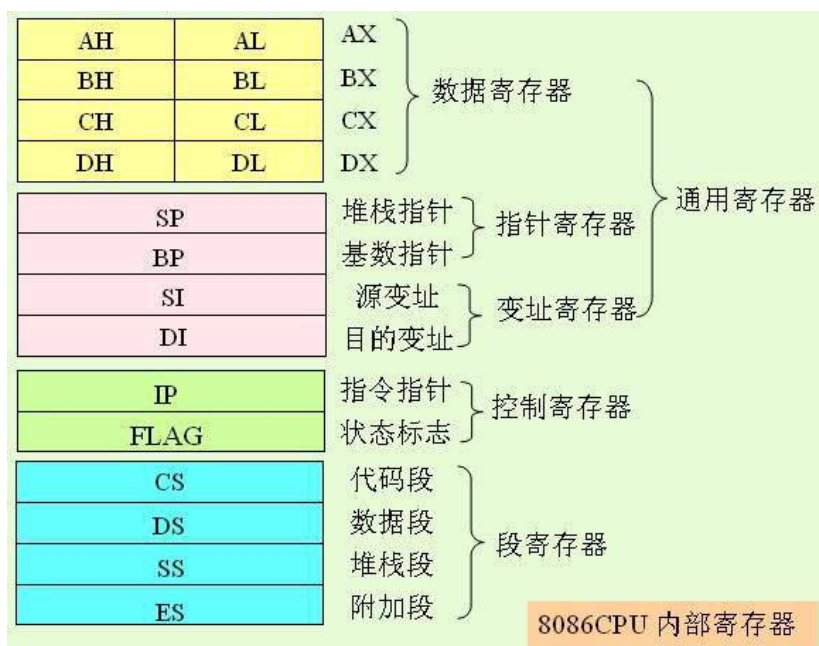 AH AL AX
BH BL BX
数据寄存器
CH CL CX
DH DL DX
通用寄存器
SP 堆栈指针
指针寄存器
BP 基数指针
SI 源变址
变址寄存器
DI 目的变址
IP 指令指针
控制寄存器
FLAG 状态标志
CS 代码段
DS 数据段
段寄存器
SS 堆栈段
ES 附加段
8086CPU 内部寄存器